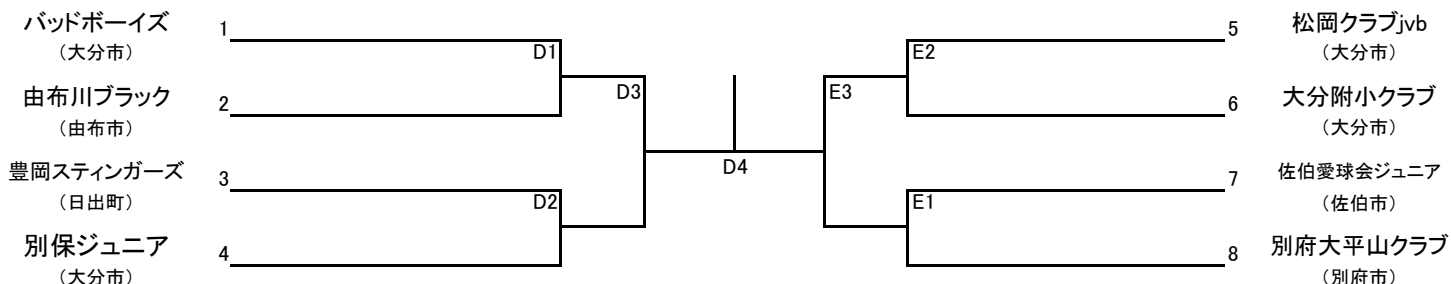 バッドボーイズ 1
（大分市）
D1
由布川ブラック 2
（由布市）
D3
豊岡スティンガーズ 3
（日出町）
D2
別保ジュニア 4
（大分市）
D4
5 松岡クラブjvb
（大分市）
E2
6 大分附小クラブ
（大分市）
E3
7 佐伯愛球会ジュニア
（佐伯市）
E1
8 別府大平山クラブ
（別府市）